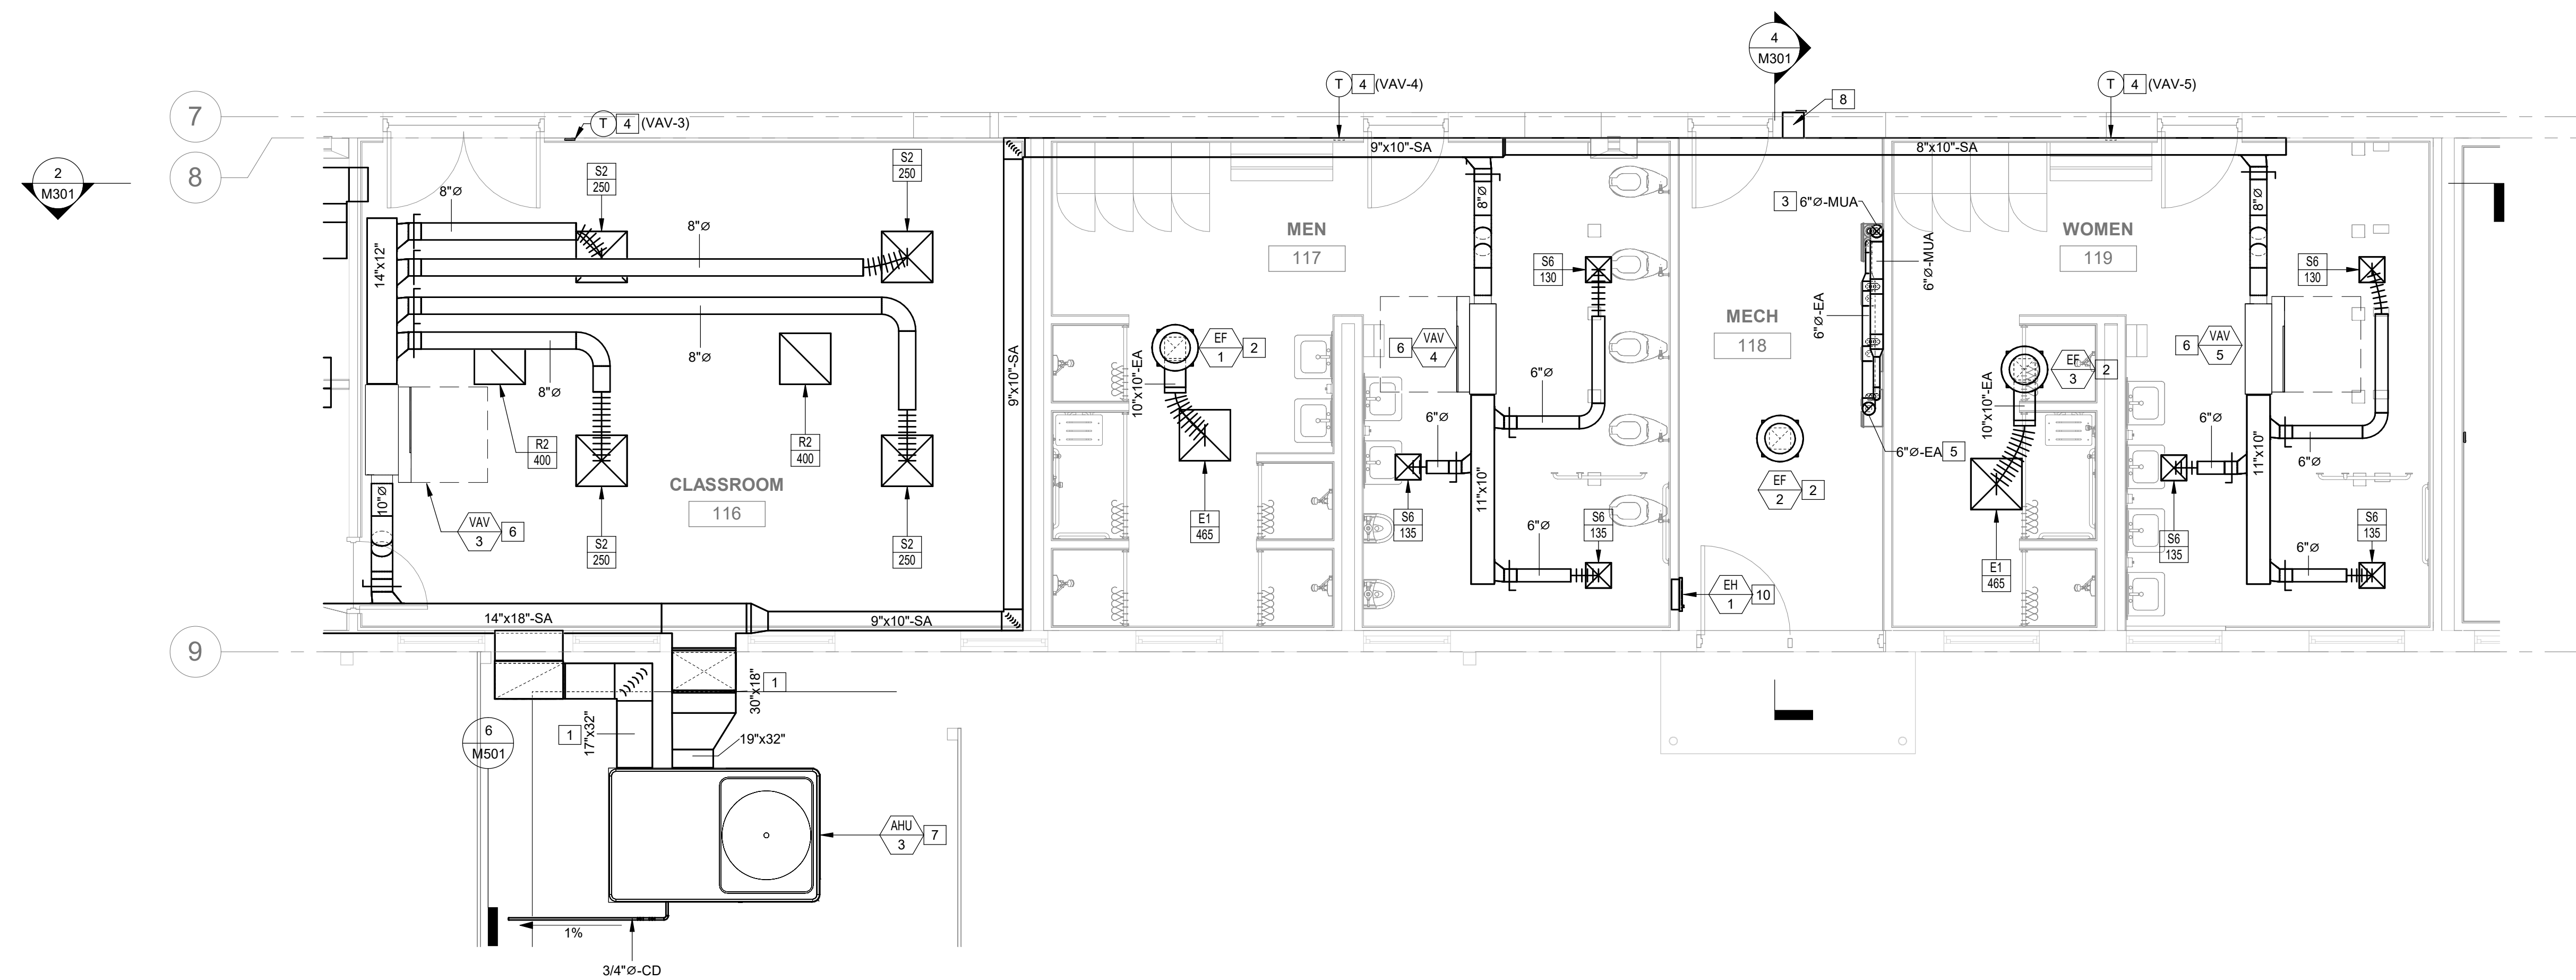 4
M301
T 4 (VAV-4)
T 4 (VAV-5)
7
8
T 4 (VAV-3)
9"x10"-SA
8"x10"-SA
2
M301
8
S2
250
S2
250
8"⌀
8"⌀
8"⌀
8"⌀
14"x12"
8"⌀
8"⌀
3 6"⌀-MUA
6"⌀-MUA
6"⌀-EA
MEN
117
S6
130
MECH
118
WOMEN
119
S6
130
EF
1
2
10"x10"-EA
6 VAV
4
6"⌀
6"⌀
EF
3
2
10"x10"-EA
6 VAV
5
6"⌀
6"⌀
9"x10"-SA
R2
400
R2
400
CLASSROOM
116
10"⌀
VAV
3
6
S2
250
S2
250
E1
465
S6
135
11"x10"
6"⌀
S6
135
EF
2
2
6"⌀-EA 5
E1
465
S6
135
11"x10"
6"⌀
S6
135
EH
1
10
14"x18"-SA
9"x10"-SA
9
1
30"x18"
6
M501
1
17"x32"
19"x32"
AHU
3
7
1%
3/4"⌀-CD